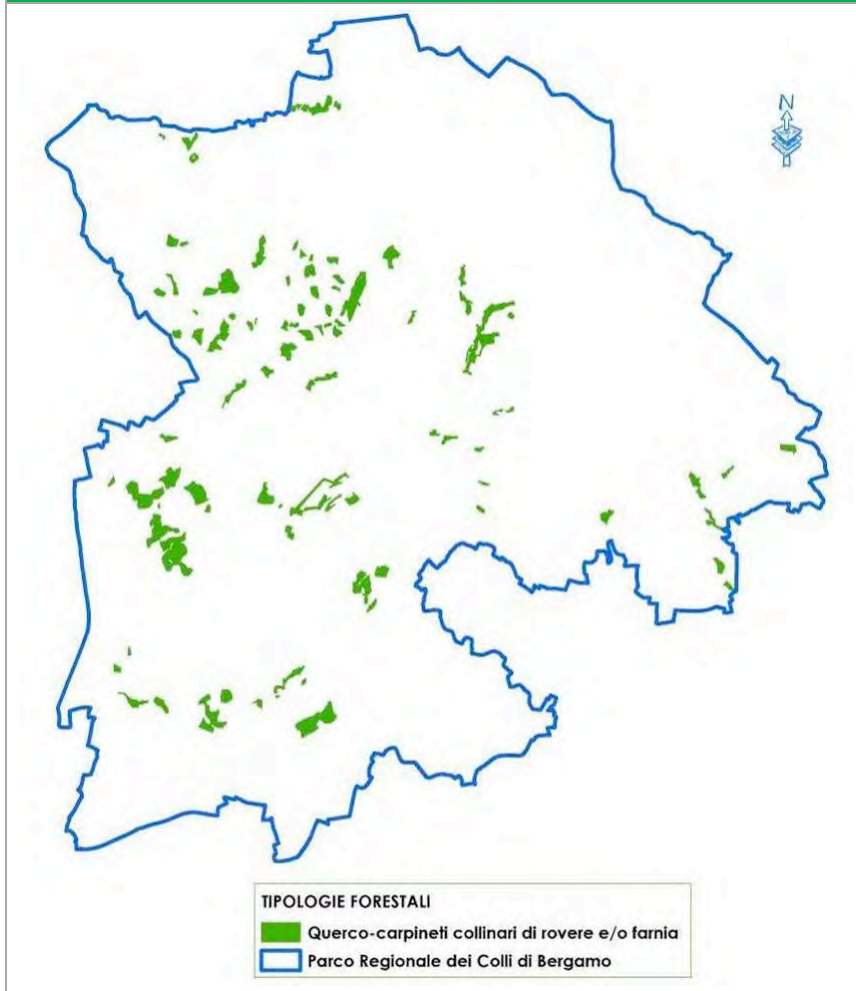 N
TIPOLOGIE FORESTALI
Querco-carpineti collinari di rovere e/o farnia
Parco Regionale dei Colli di Bergamo